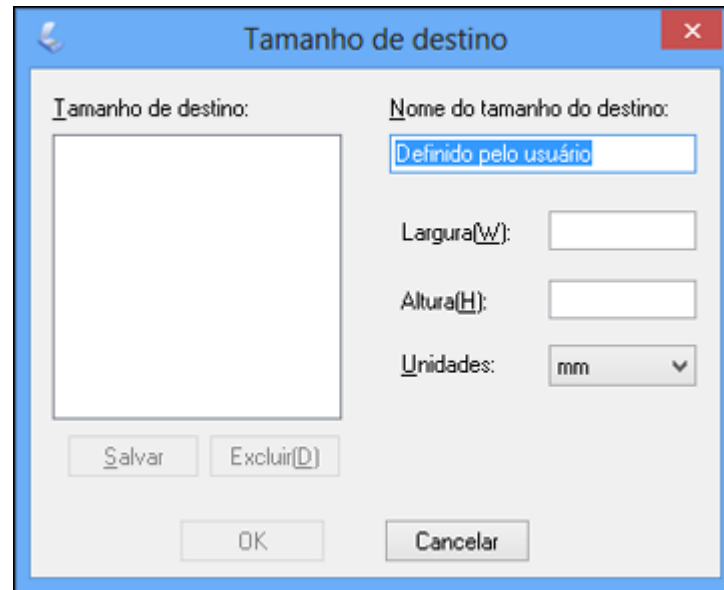 Tamanho de destino
Tamanho de destino:
Nome do tamanho do destino:
Definido pelo usuário
Largura(W):
Altura(H):
Unidades:
mm
Salvar
Excluir(D)
OK
Cancelar